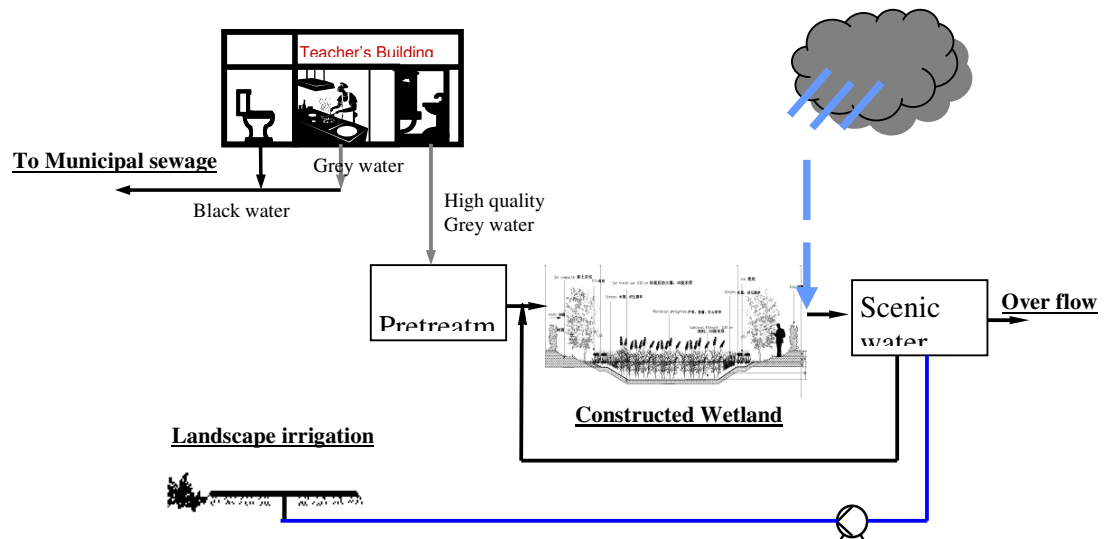 Teacher's Building
To Municipal sewage
Grey water
Black water
High quality
Grey water
Pretreatm
Scenic
water
Over flow
Constructed Wetland
Landscape irrigation